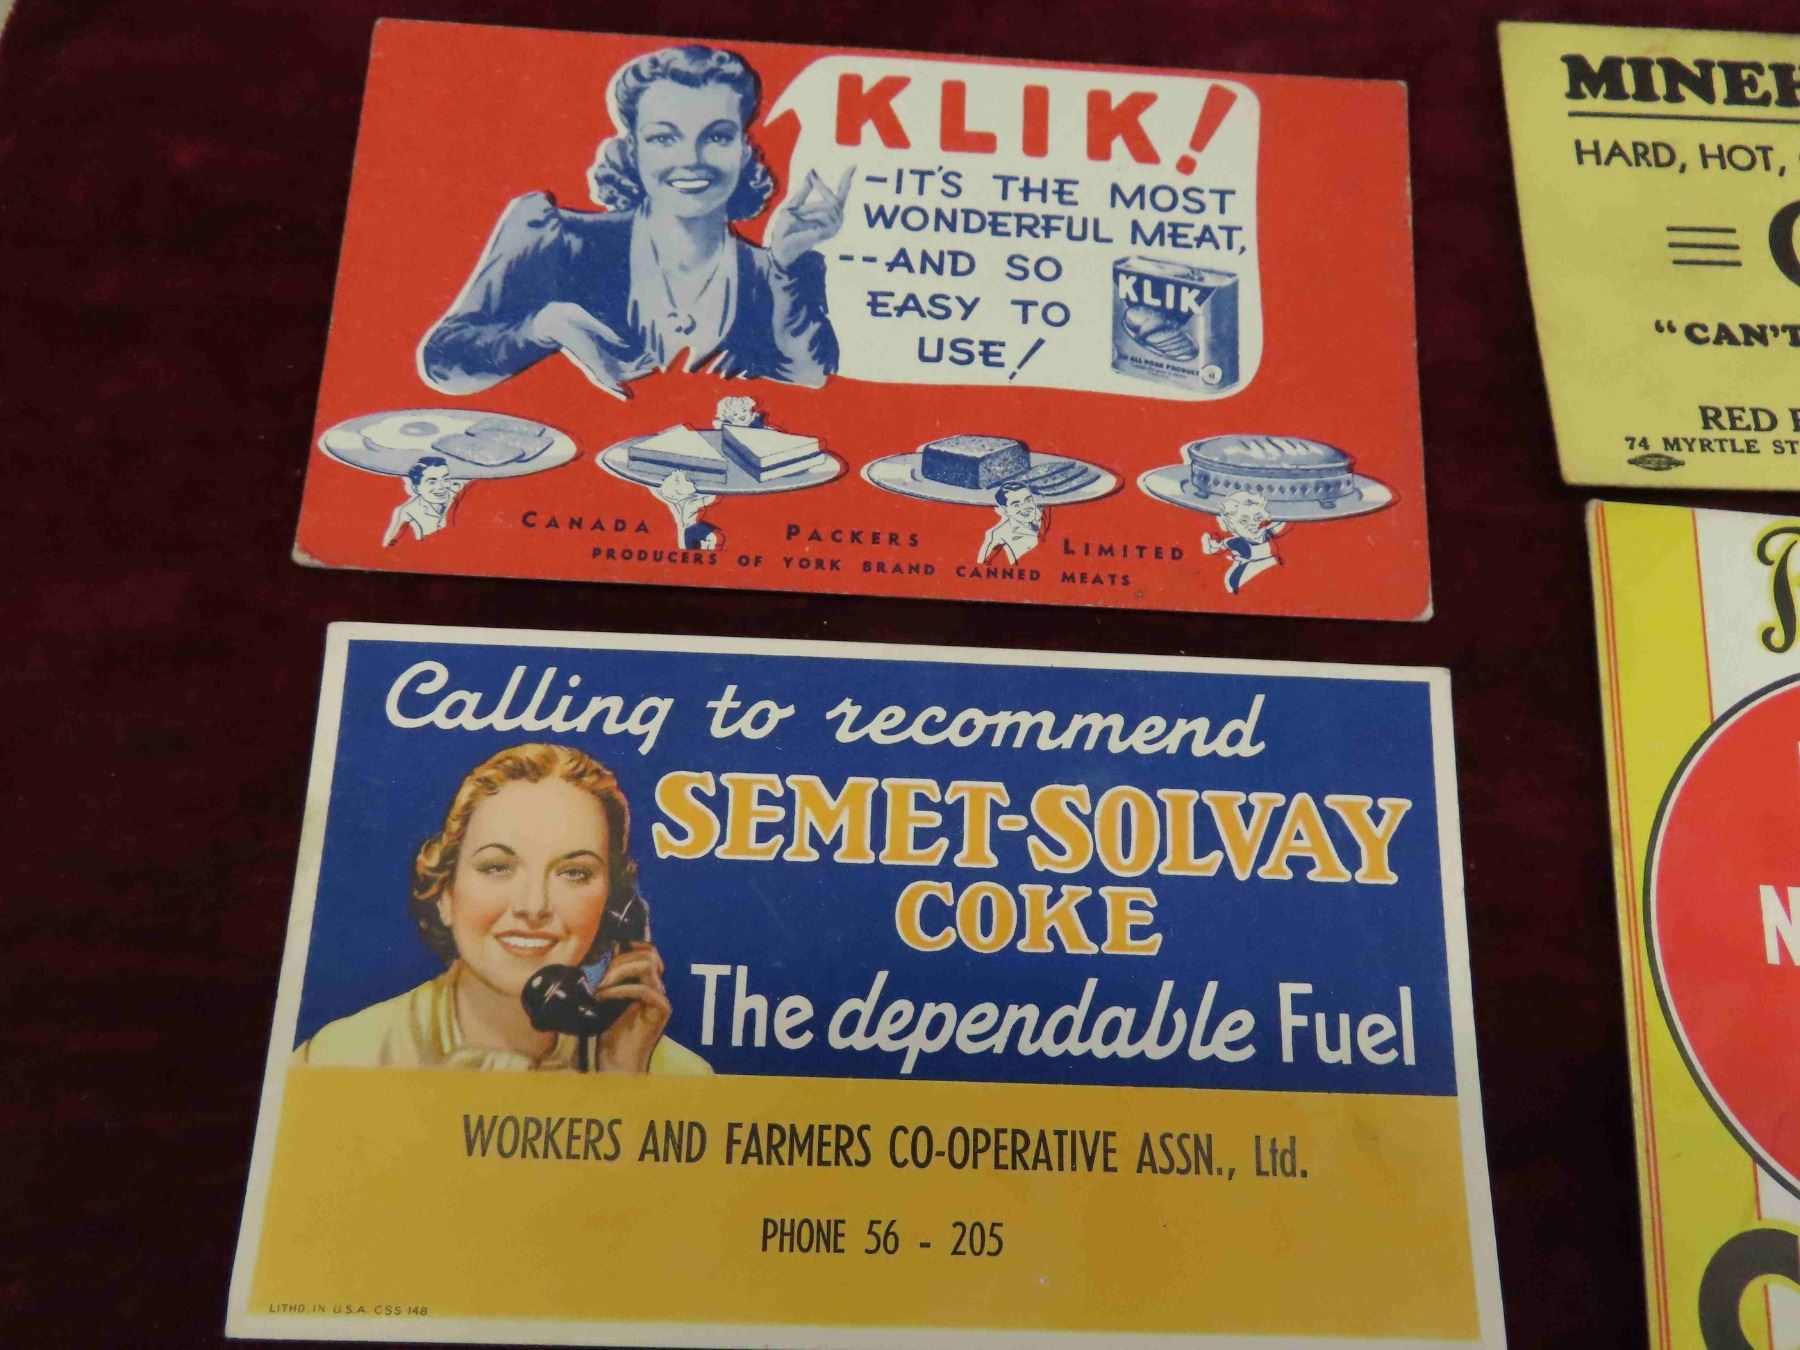 KLIK!
-IT'S THE MOST
WONDERFUL MEAT,
--AND SO
EASY TO
USE!
KLIK
CANADA PACKERS LIMITED
PRODUCERS OF YORK BRAND CANNED MEATS
Calling to recommend
SEMET-SOLVAY
COKE
The dependable Fuel
WORKERS AND FARMERS CO-OPERATIVE ASSN., Ltd.
PHONE 56 - 205
LITHO. IN U.S.A. CSS 148
HARD, HOT,
"CAN'T
RED
74 MYRTLE ST